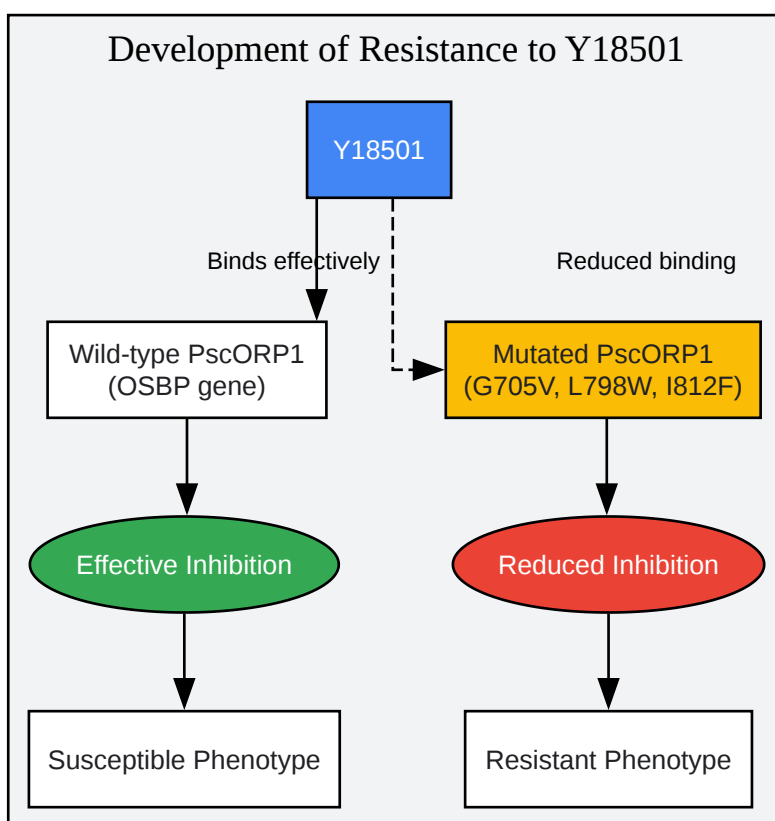 Development of Resistance to Y18501
Y18501
Binds effectively
Reduced binding
Wild-type PscORP1
(OSBP gene)
Mutated PscORP1
(G705V, L798W, I812F)
Effective Inhibition
Reduced Inhibition
Susceptible Phenotype
Resistant Phenotype